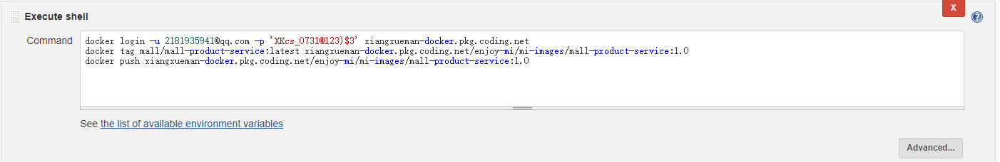 Execute shell
X
Command
docker login -u 2181935941@qq.com -p 'XKcs_0731@123)$3' xiangxueman-docker.pkg.coding.net
docker tag mall/mall-product-service:latest xiangxueman-docker.pkg.coding.net/enjoy-mi/mi-images/mall-product-service:1.0
docker push xiangxueman-docker.pkg.coding.net/enjoy-mi/mi-images/mall-product-service:1.0
See the list of available environment variables
Advanced...